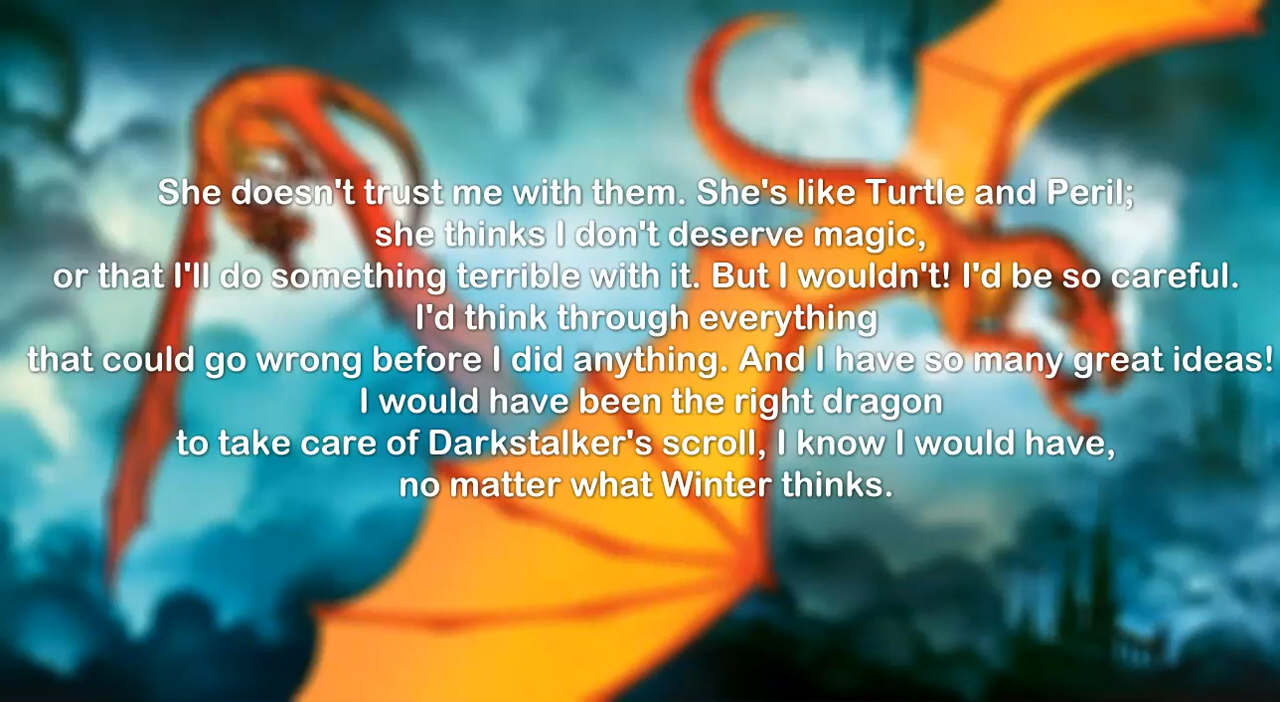 She doesn't trust me with them. She's like Turtle and Peril;
she thinks I don't deserve magic,
or that I'll do something terrible with it. But I wouldn't! I'd be so careful.
I'd think through everything
that could go wrong before I did anything. And I have so many great ideas!
I would have been the right dragon
to take care of Darkstalker's scroll, I know I would have,
no matter what Winter thinks.